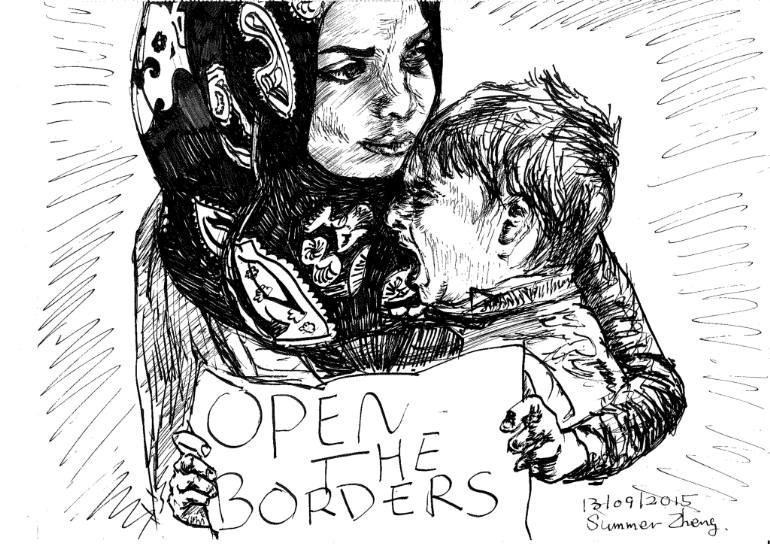 OPEN
THE
BORDERS
13/09/2015
Summer Zheng.